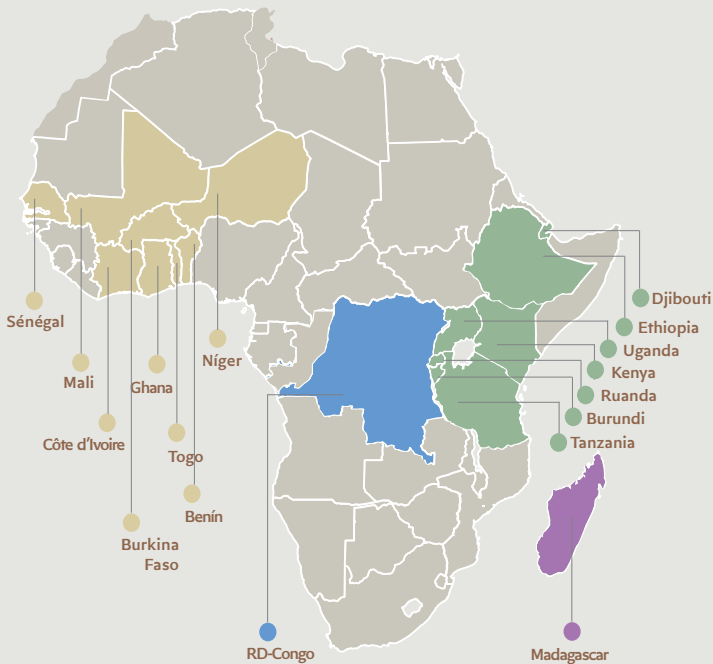 Djibouti
Sénégal
Ethiopia
Uganda
Níger
Kenya
Mali
Ghana
Ruanda
Burundi
Côte d'Ivoire
Tanzania
Togo
Benín
Burkina
Faso
RD-Congo
Madagascar